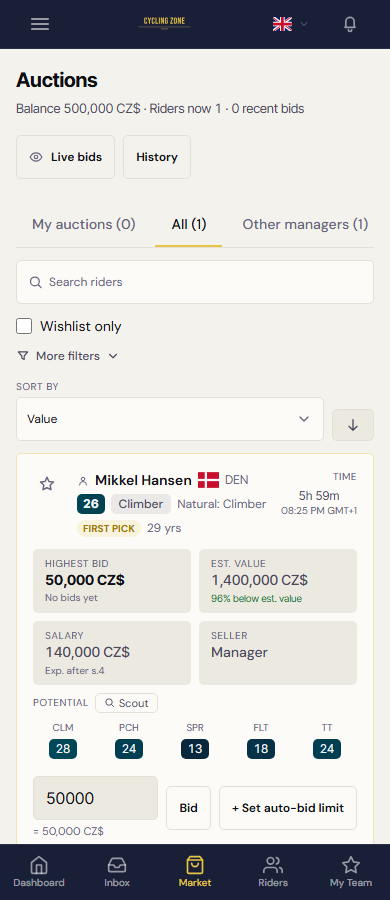 CYCLING ZONE
Auctions
Balance 500,000 CZ$ · Riders now 1 · 0 recent bids
Live bids History
My auctions (0) All (1) Other managers (1)
Search riders
Wishlist only
More filters
SORT BY
Value
Mikkel Hansen DEN TIME
26 Climber Natural: Climber 5h 59m
FIRST PICK 29 yrs 08:25 PM GMT+1
HIGHEST BID EST. VALUE
50,000 CZ$ 1,400,000 CZ$
No bids yet 96% below est. value
SALARY SELLER
140,000 CZ$ Manager
Exp. after s.4
POTENTIAL Scout
CLM PCH SPR FLT TT
28 24 13 18 24
50000 Bid + Set auto-bid limit
= 50,000 CZ$
Dashboard Inbox Market Riders My Team